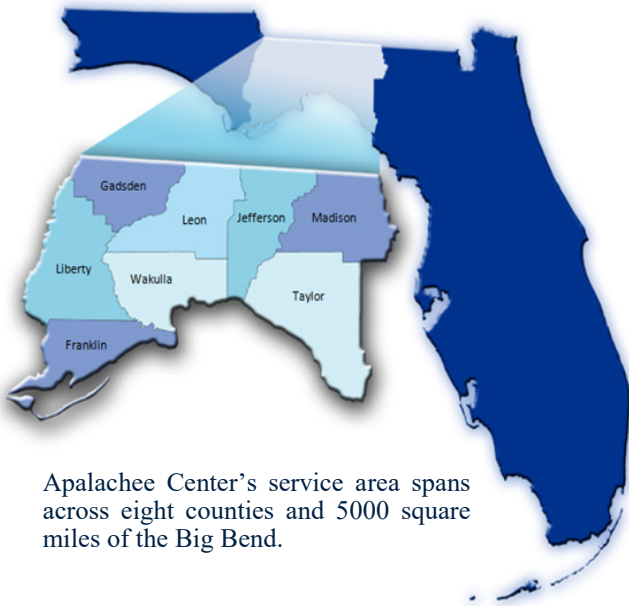 Gadsden
Leon
Jefferson
Madison
Liberty
Wakulla
Taylor
Franklin
Apalachee Center’s service area spans
across eight counties and 5000 square
miles of the Big Bend.